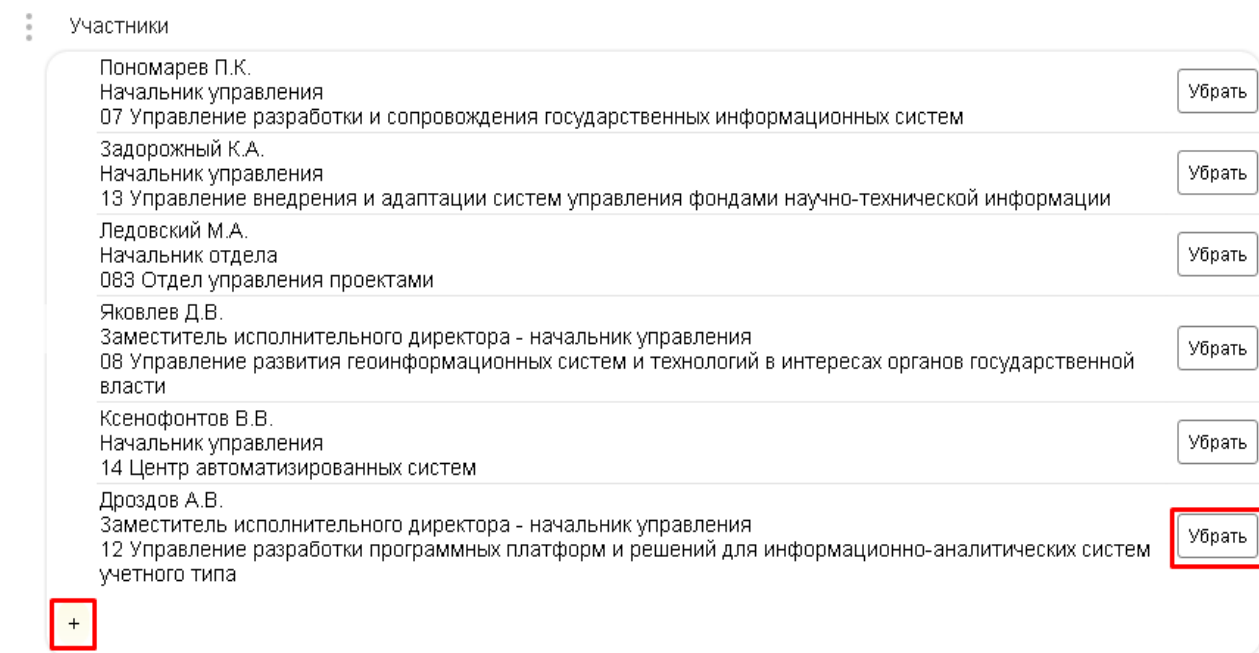 Участники
Пономарев П.К.
Начальник управления
07 Управление разработки и сопровождения государственных информационных систем
Убрать
Задорожный К.А.
Начальник управления
13 Управление внедрения и адаптации систем управления фондами научно-технической информации
Убрать
Ледовский М.А.
Начальник отдела
083 Отдел управления проектами
Убрать
Яковлев Д.В.
Заместитель исполнительного директора - начальник управления
08 Управление развития геоинформационных систем и технологий в интересах органов государственной
власти
Убрать
Ксенофонтов В.В.
Начальник управления
14 Центр автоматизированных систем
Убрать
Дроздов А.В.
Заместитель исполнительного директора - начальник управления
12 Управление разработки программных платформ и решений для информационно-аналитических систем
учетного типа
Убрать
+